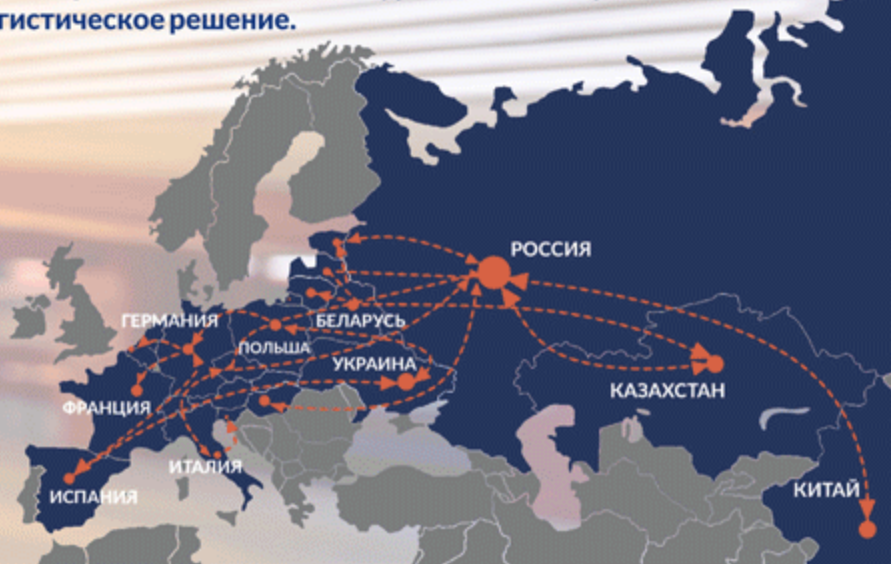 гистическое решение.
РОССИЯ
ГЕРМАНИЯ
БЕЛАРУСЬ
ПОЛЬША
УКРАИНА
КАЗАХСТАН
ФРАНЦИЯ
ИТАЛИЯ
ИСПАНИЯ
КИТАЙ